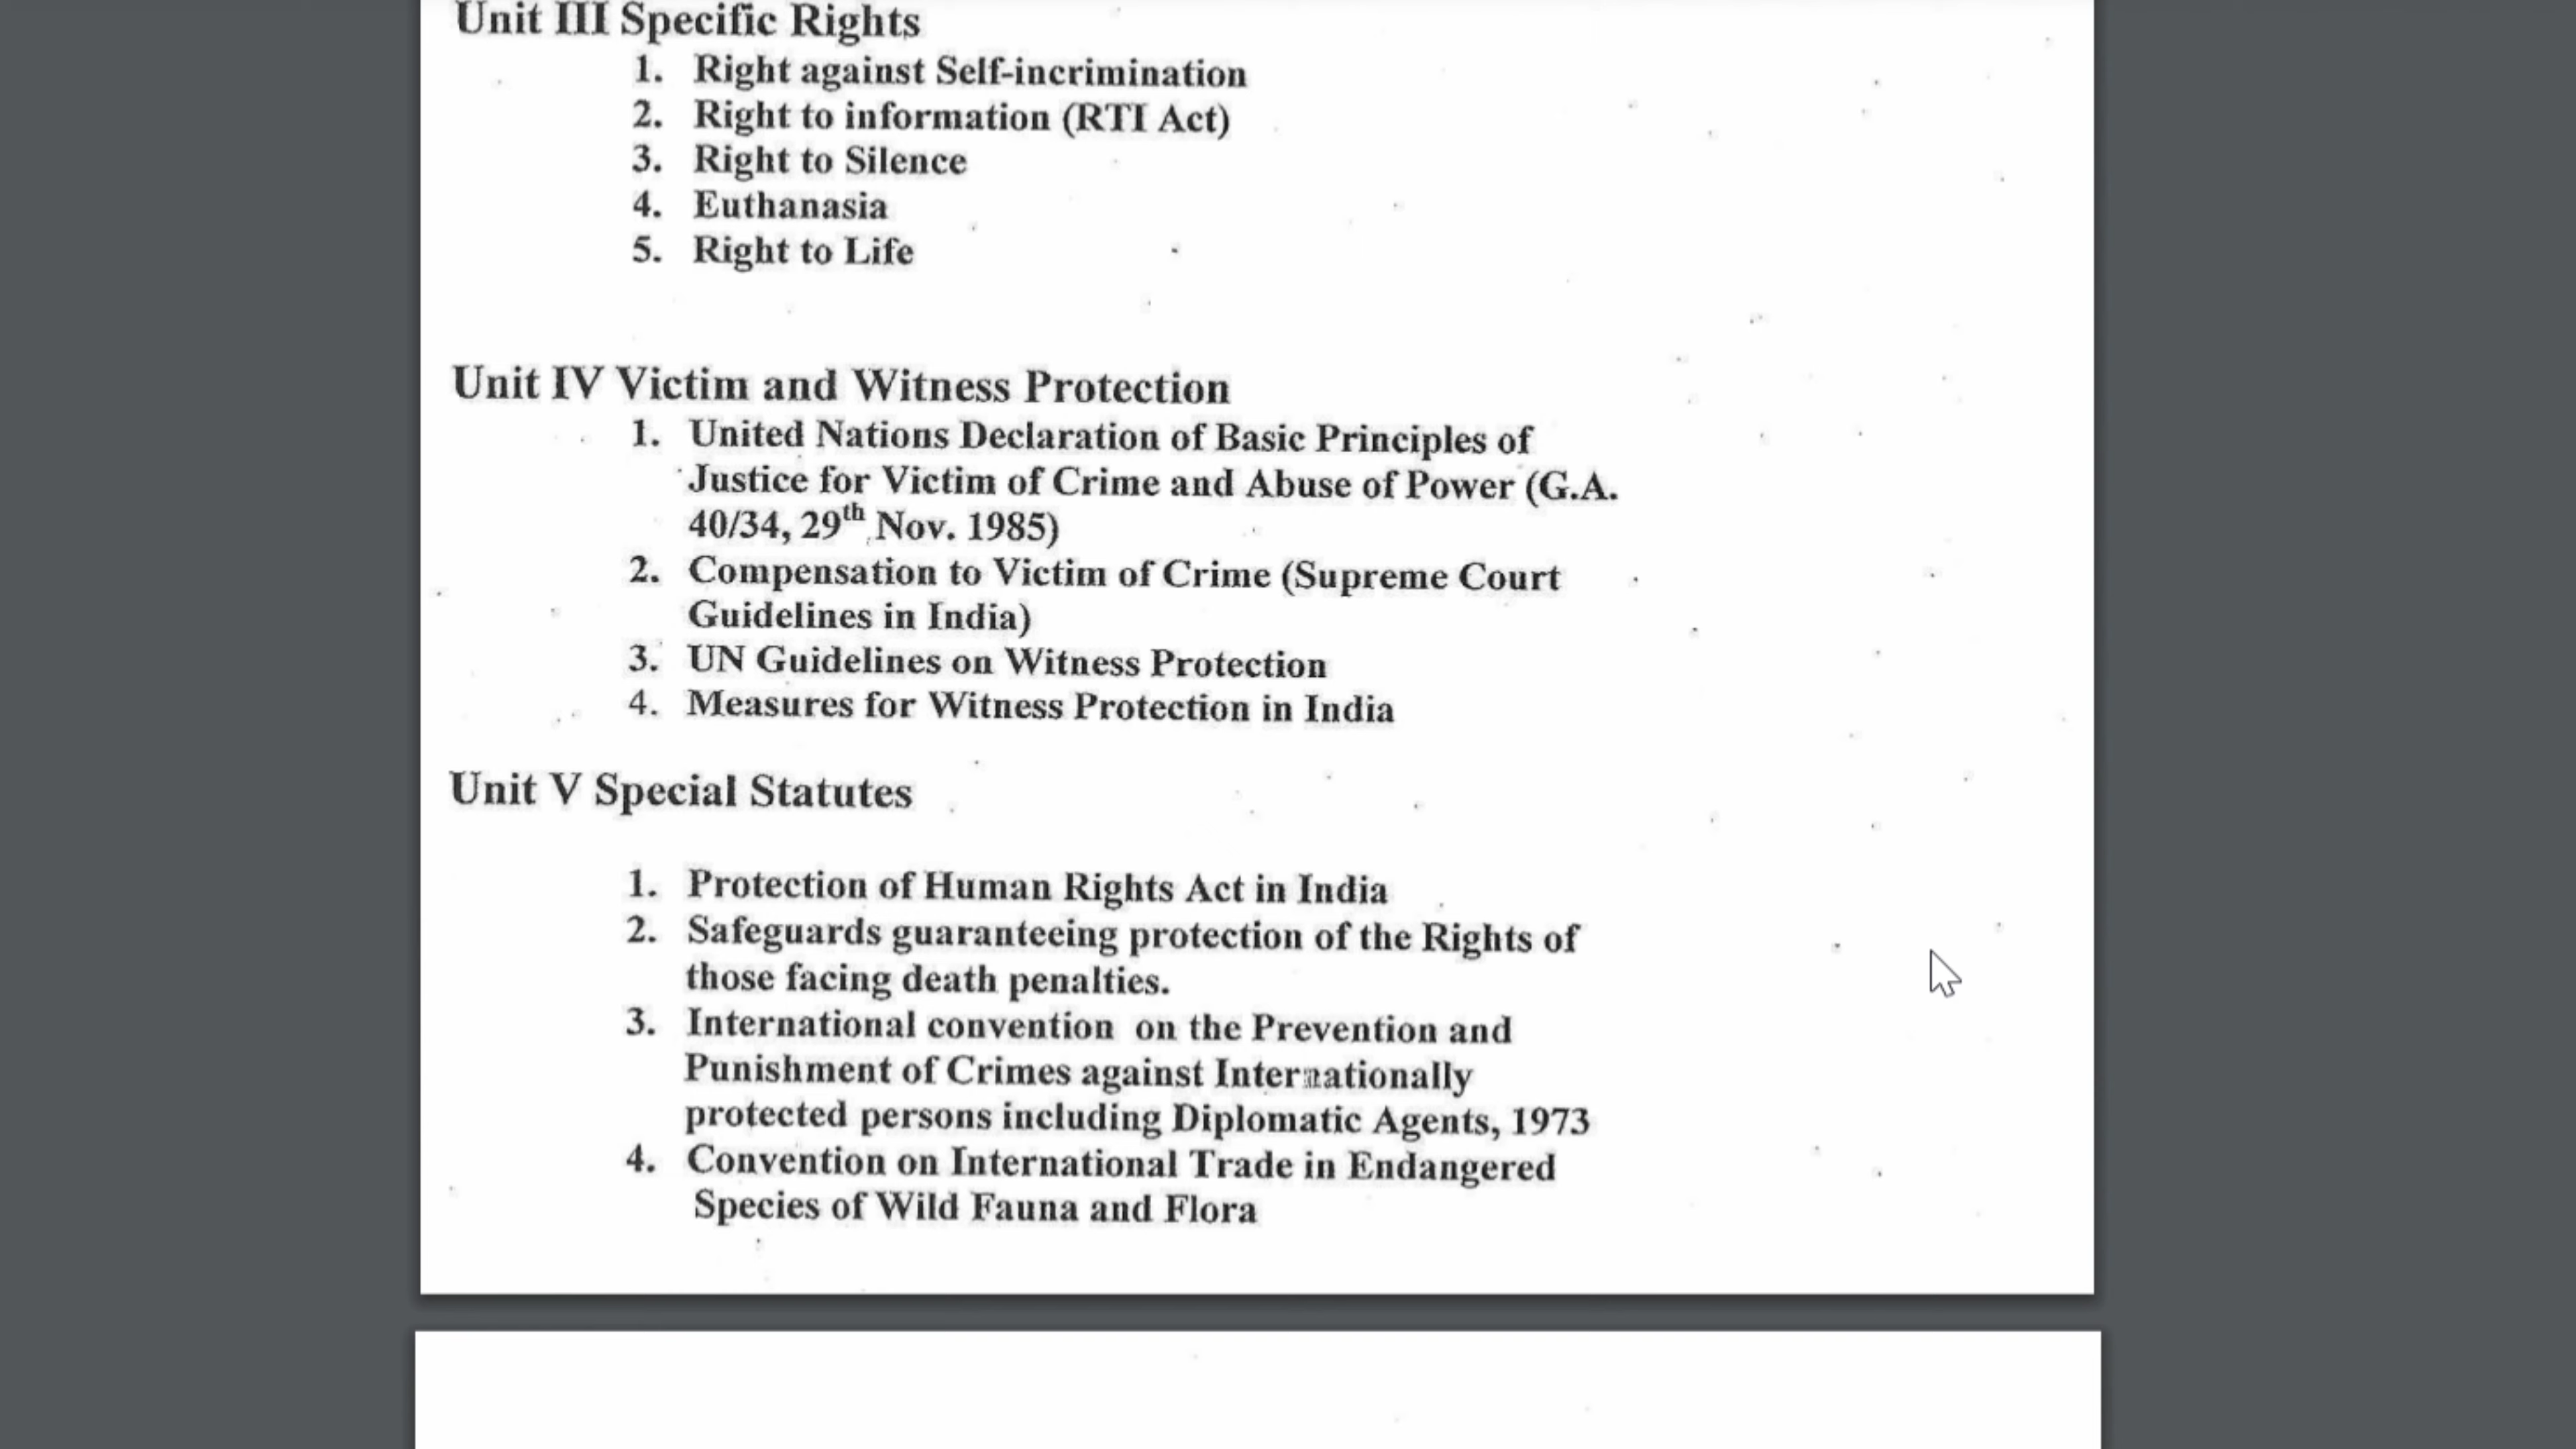 Unit III Specific Rights
1. Right against Self-incrimination
2. Right to information (RTI Act)
3. Right to Silence
4. Euthanasia
5. Right to Life
Unit IV Victim and Witness Protection
1. United Nations Declaration of Basic Principles of
Justice for Victim of Crime and Abuse of Power (G.A.
40/34, 29th Nov. 1985)
2. Compensation to Victim of Crime (Supreme Court
Guidelines in India)
3. UN Guidelines on Witness Protection
4. Measures for Witness Protection in India
Unit V Special Statutes
1. Protection of Human Rights Act in India
2. Safeguards guaranteeing protection of the Rights of
those facing death penalties.
3. International convention on the Prevention and
Punishment of Crimes against Internationally
protected persons including Diplomatic Agents, 1973
4. Convention on International Trade in Endangered
Species of Wild Fauna and Flora